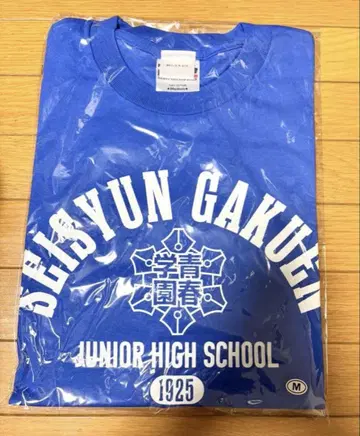 SEISYUN GAKUEN
青春
学園
JUNIOR HIGH SCHOOL
1925
M